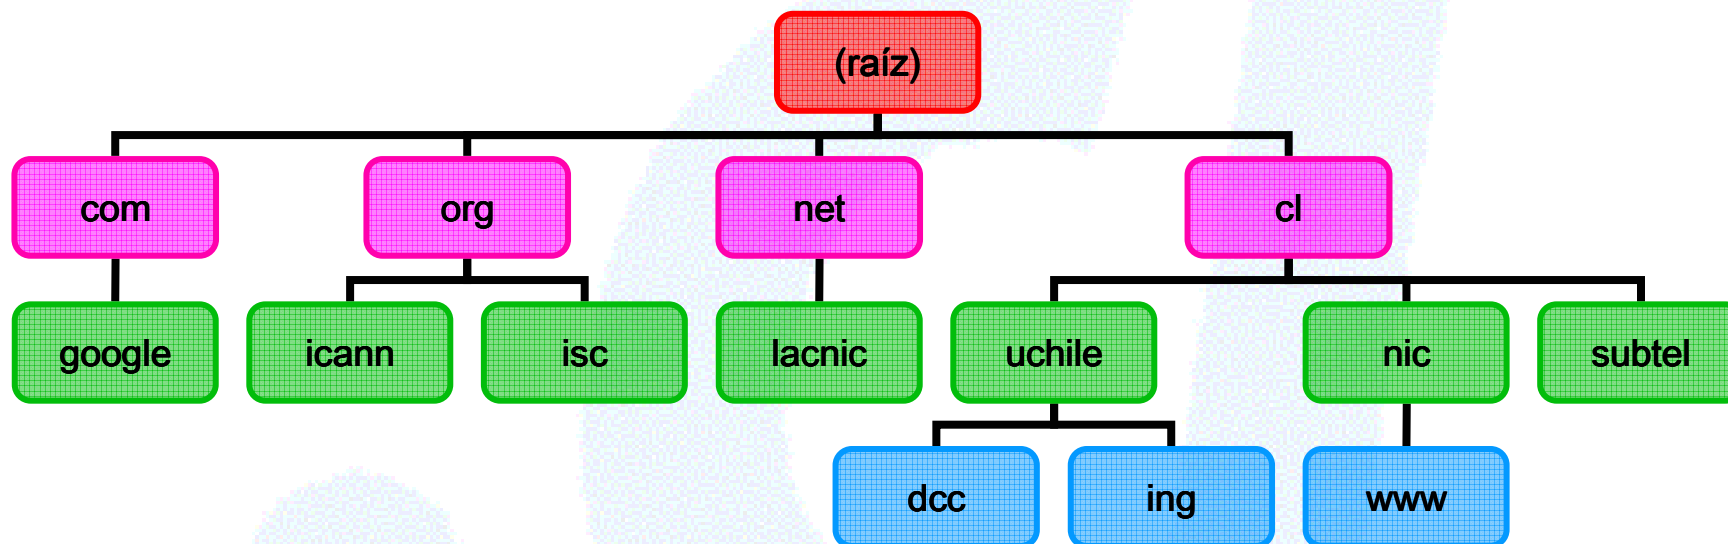 (raíz)
com
org
net
cl
google
icann
isc
lacnic
uchile
nic
subtel
dcc
ing
www